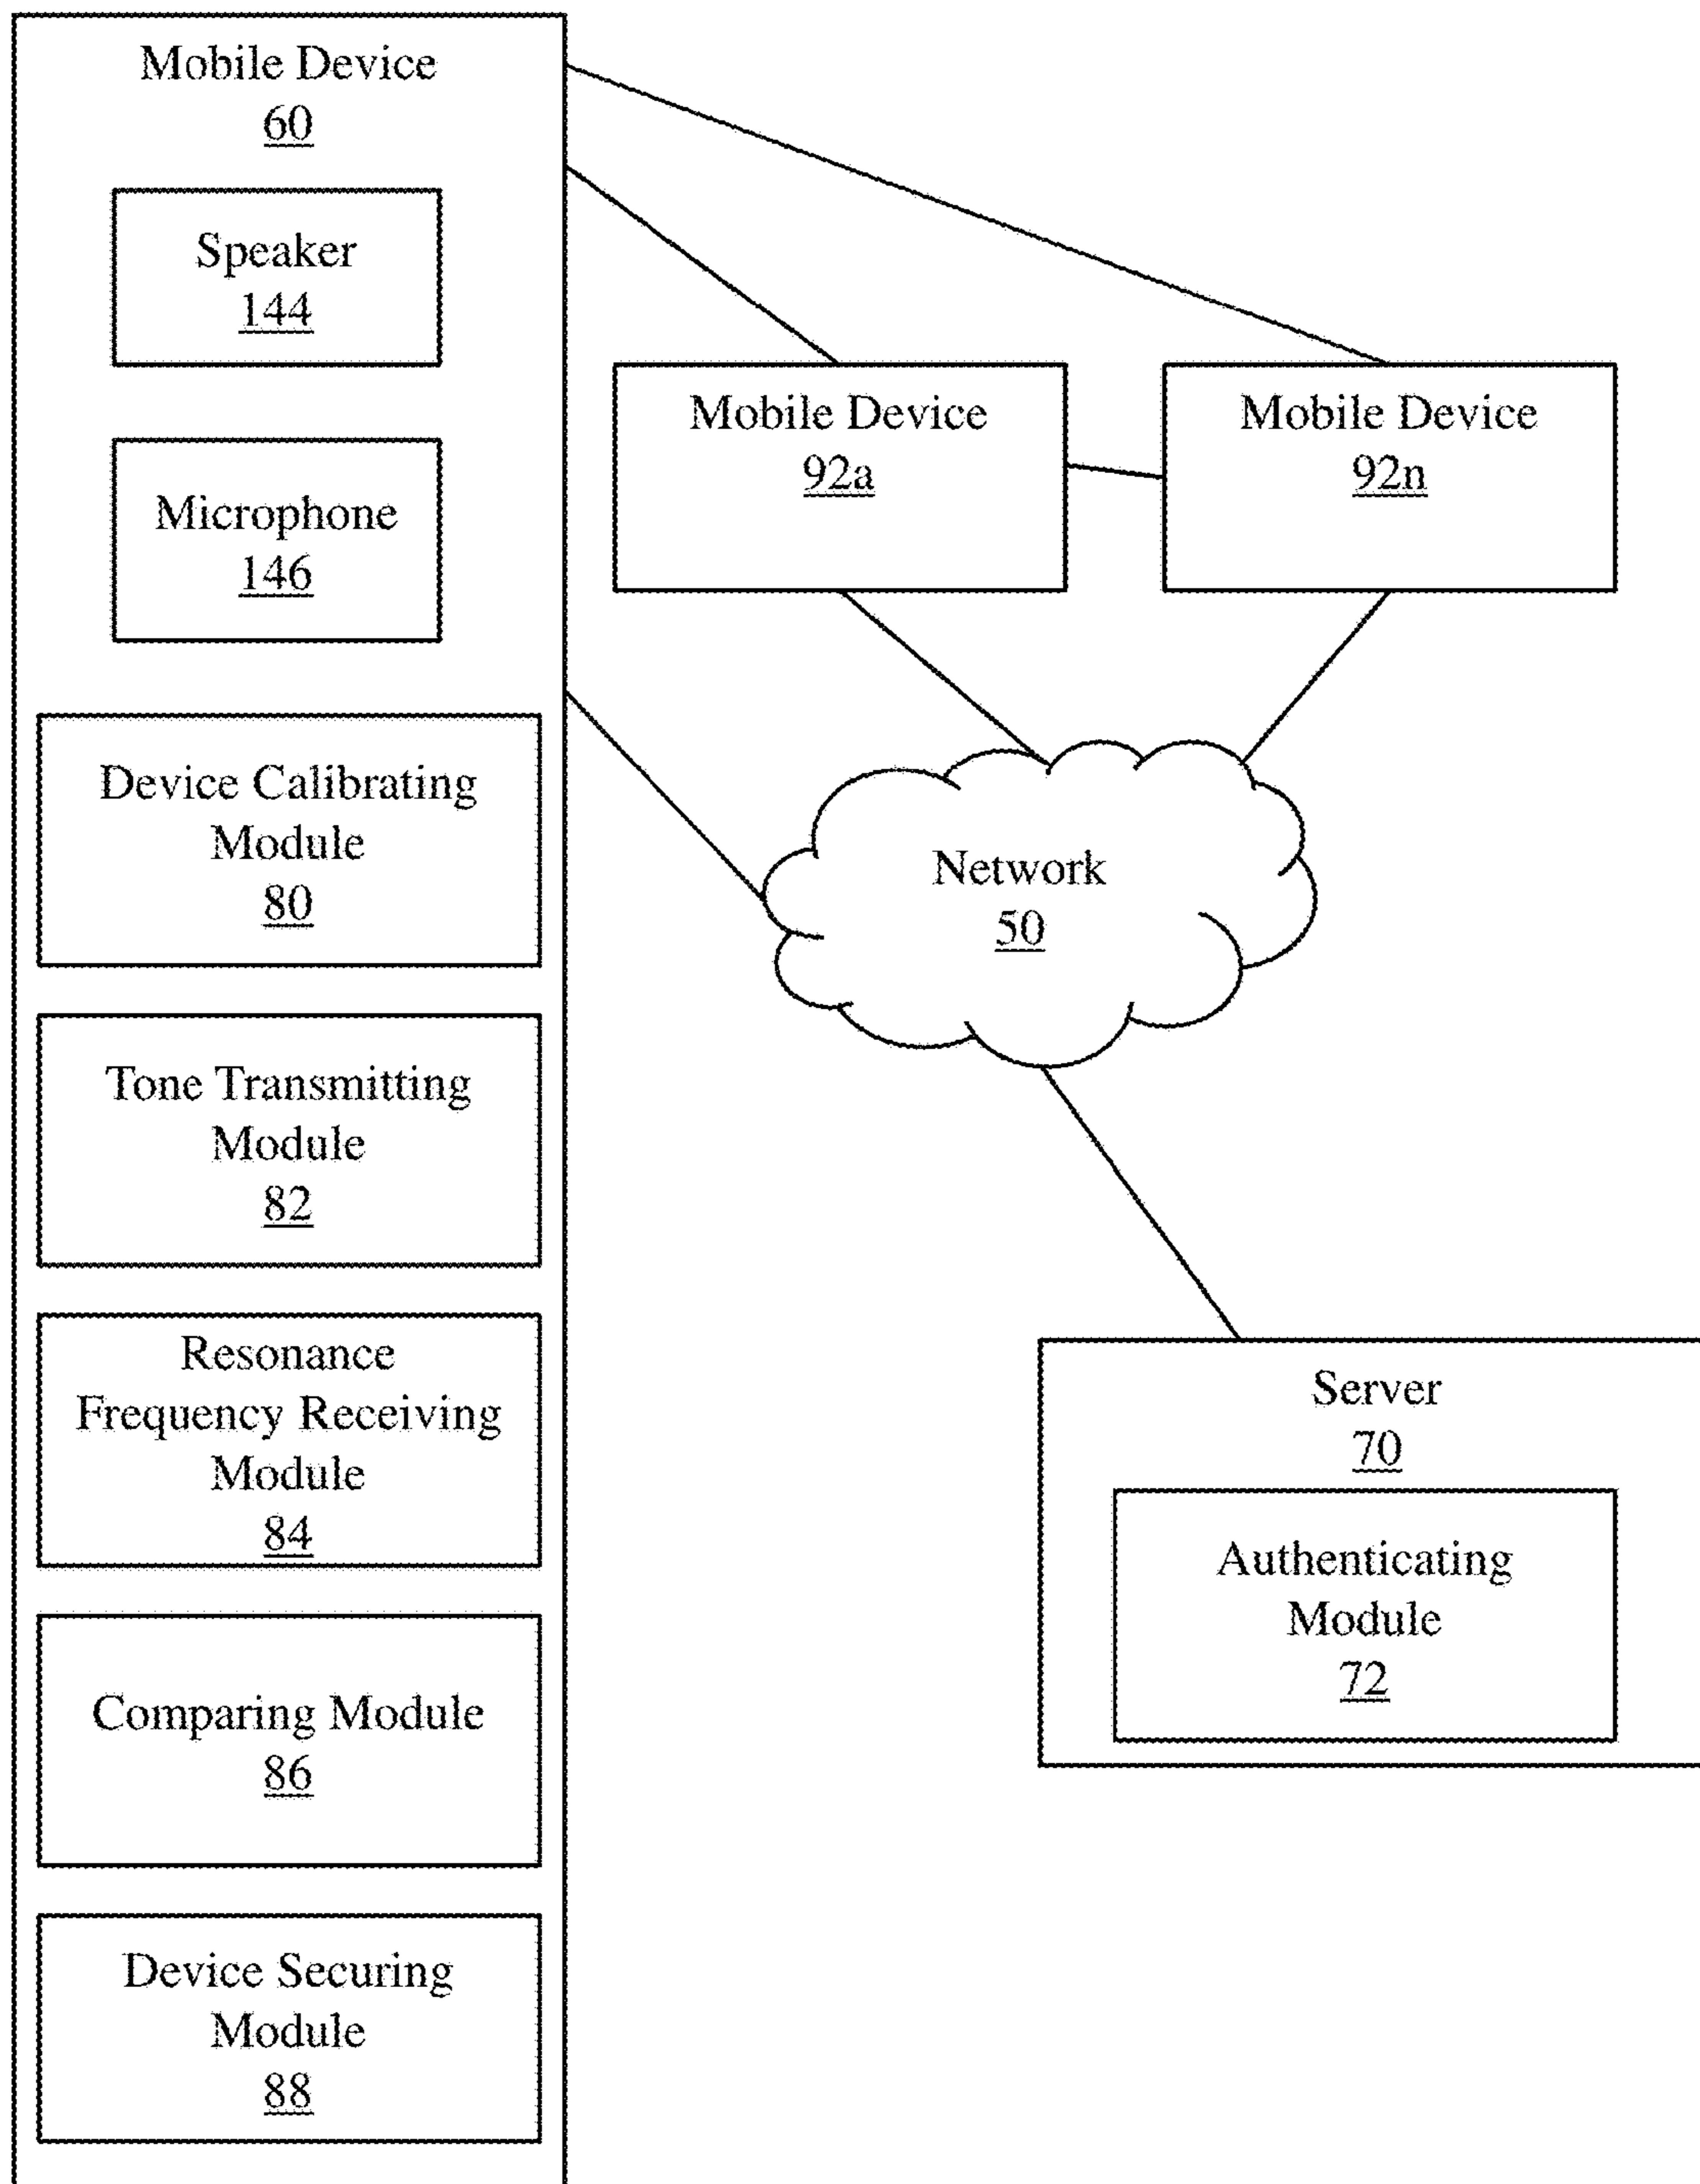 Mobile Device
60
Speaker
144
Microphone
146
Device Calibrating
Module
80
Tone Transmitting
Module
82
Resonance
Frequency Receiving
Module
84
Comparing Module
86
Device Securing
Module
88
Mobile Device
92a
Mobile Device
92n
Network
50
Server
70
Authenticating
Module
72